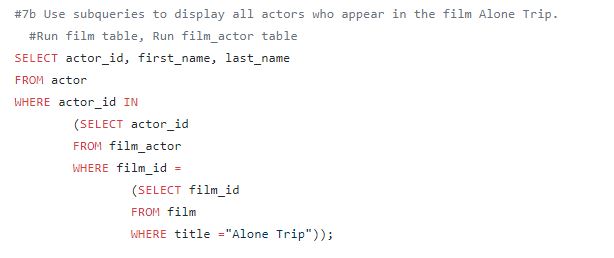 #7b Use subqueries to display all actors who appear in the film Alone Trip.
#Run film table, Run film_actor table
SELECT actor_id, first_name, last_name
FROM actor
WHERE actor_id IN
(SELECT actor_id
FROM film_actor
WHERE film_id =
(SELECT film_id
FROM film
WHERE title ="Alone Trip"));